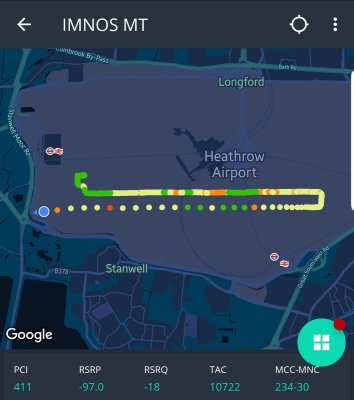 IMNOS MT
Colnbrook By-Pass
Bath Rd
Longford
Stanwell Moor Rd
Heathrow
Airport
Great South-West Rd
Stanwell
B378
Google
PCI RSRP RSRQ TAC MCC-MNC
411 -97.0 -18 10722 234-30